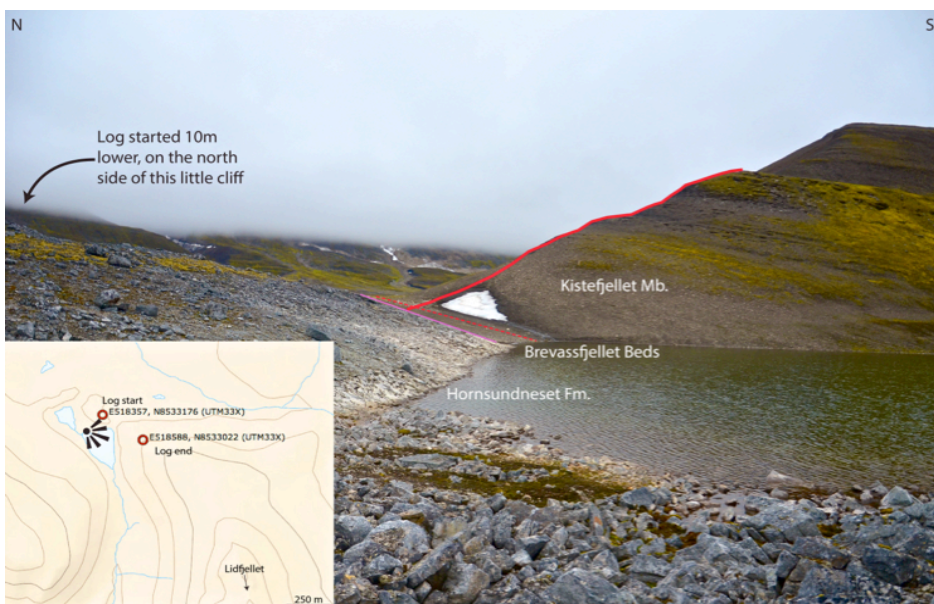 N
S
Log started 10m
lower, on the north
side of this little cliff
Kistefjellet Mb.
Brevassfjellet Beds
Hornsundneset Fm.
Log start
E518357, N8533176 (UTM33X)
E518588, N8533022 (UTM33X)
Log end
Lidfjellet
250 m